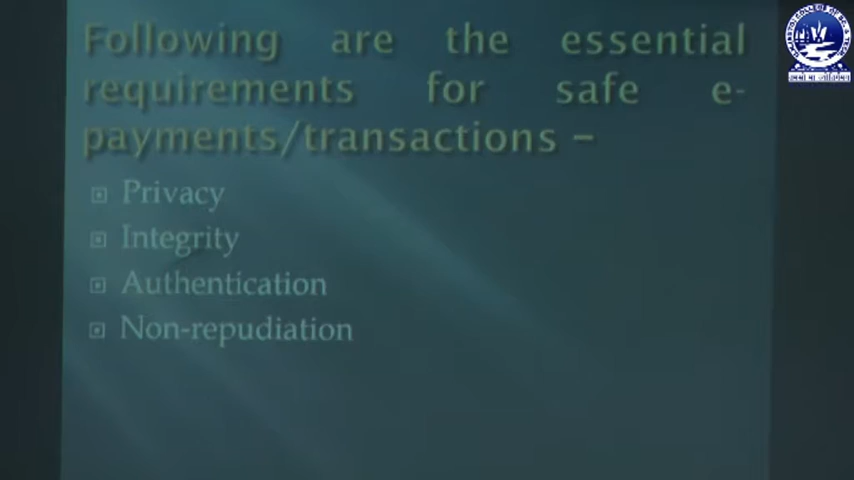 Following are the essential
requirements for safe e-
payments/transactions –
Privacy
Integrity
Authentication
Non-repudiation